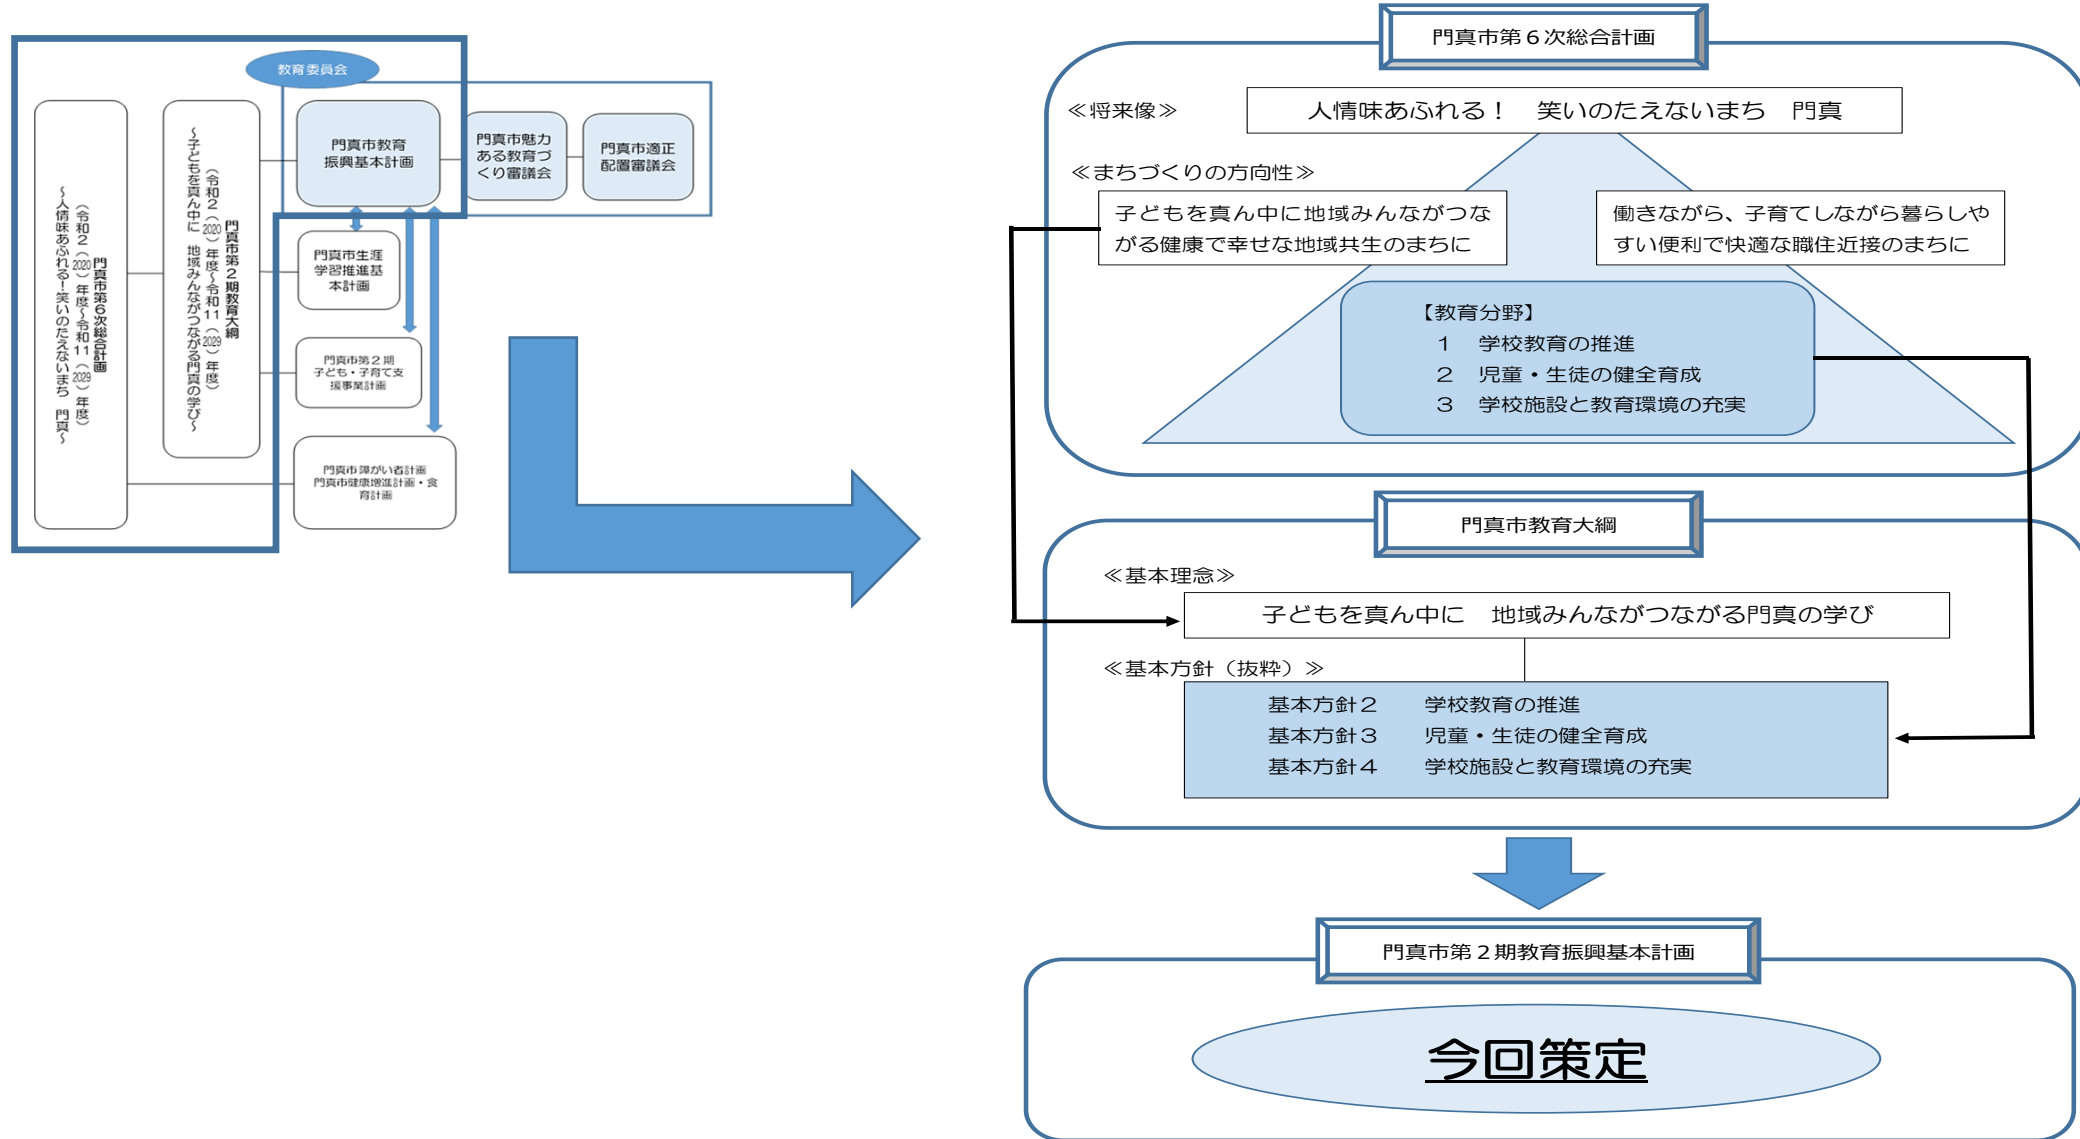 教育委員会
門真市第６次総合計画
（令和２（2020）年度～令和11（2029）年度）
～人情味あふれる！笑いのたえないまち　門真～
門真市第２期教育大綱
（令和２（2020）年度～令和11（2029）年度）
～子どもを真ん中に　地域みんながつながる門真の学び～
門真市教育
振興基本計画
門真市魅力
ある教育づ
くり審議会
門真市適正
配置審議会
門真市生涯
学習推進基
本計画
門真市第２期
子ども・子育て支
援事業計画
門真市障がい者計画
門真市健康増進計画・食
育計画
門真市第６次総合計画
≪将来像≫
人情味あふれる！　笑いのたえないまち　門真
≪まちづくりの方向性≫
子どもを真ん中に地域みんながつな
がる健康で幸せな地域共生のまちに
働きながら、子育てしながら暮らしや
すい便利で快適な職住近接のまちに
【教育分野】
１　学校教育の推進
２　児童・生徒の健全育成
３　学校施設と教育環境の充実
門真市教育大綱
≪基本理念≫
子どもを真ん中に　地域みんながつながる門真の学び
≪基本方針（抜粋）≫
基本方針２　　学校教育の推進
基本方針３　　児童・生徒の健全育成
基本方針４　　学校施設と教育環境の充実
門真市第２期教育振興基本計画
今回策定